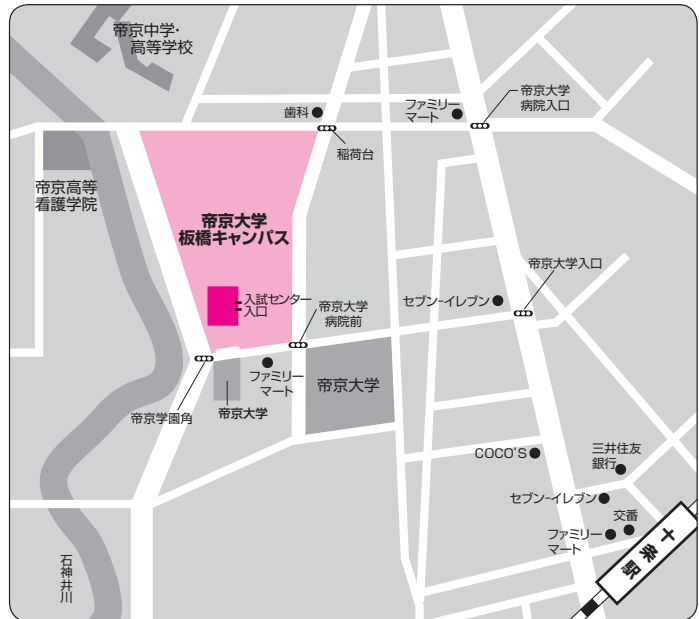 帝京中学・
高等学校
歯科
ファミリー
マート
帝京大学
病院入口
稲荷台
帝京高等
看護学院
帝京大学
板橋キャンパス
帝京大学入口
入試センター
入口
セブン-イレブン
帝京大学
病院前
ファミリー
マート
帝京大学
帝京学園角
帝京大学
COCO'S
三井住友
銀行
セブン-イレブン
交番
ファミリー
マート
十条駅
石神井川